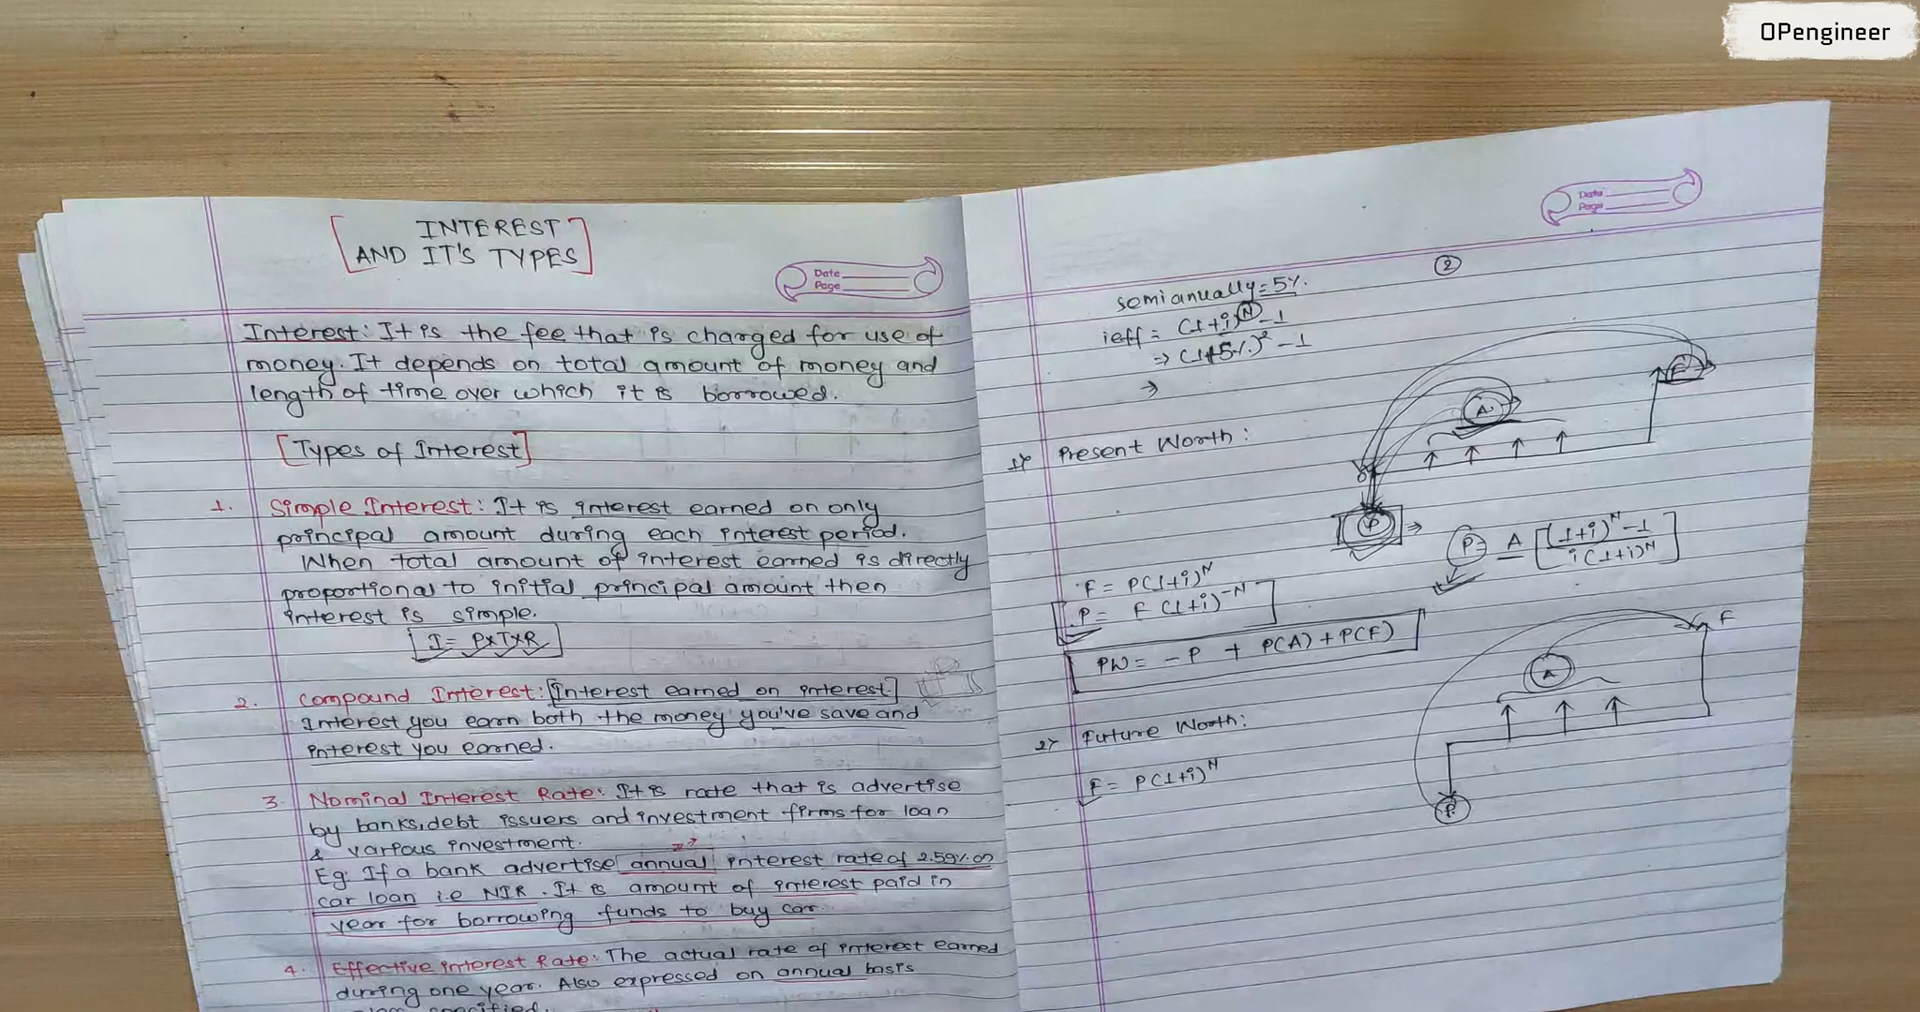 OPengineer
INTEREST
AND IT'S TYPES
Date
Page
Interest: It is the fee that is charged for use of
money. It depends on total amount of money and
length of time over which it is borrowed.
[Types of Interest]
1. Simple Interest: It is interest earned on only
principal amount during each interest period.
When total amount of interest earned is directly
proportional to initial principal amount then
interest is simple.
I = P×T×R
2. Compound Interest: [Interest earned on interest]
Interest you earn both the money you've save and
interest you earned.
3. Nominal Interest Rate: It is rate that is advertise
by banks, debt issuers and investment firms for loan
& various investment.
Eg: If a bank advertise annual interest rate of 2.59% on
car loan i.e NIR. It is amount of interest paid in
year for borrowing funds to buy car.
4. Effective interest Rate: The actual rate of interest earned
during one year. Also expressed on annual basis
specified.
Date
Page
2
semianually = 5%.
ieff = (1+i)^N - 1
⇒ (1+5%)² - 1
⇒
1) Present Worth:
A
F
P
P = A [(1+i)^N - 1 / i(1+i)^N]
F = P(1+i)^N
P = F (1+i)^-N
PW = -P + P(A) + P(F)
2) Future Worth:
F
A
P
F = P(1+i)^N